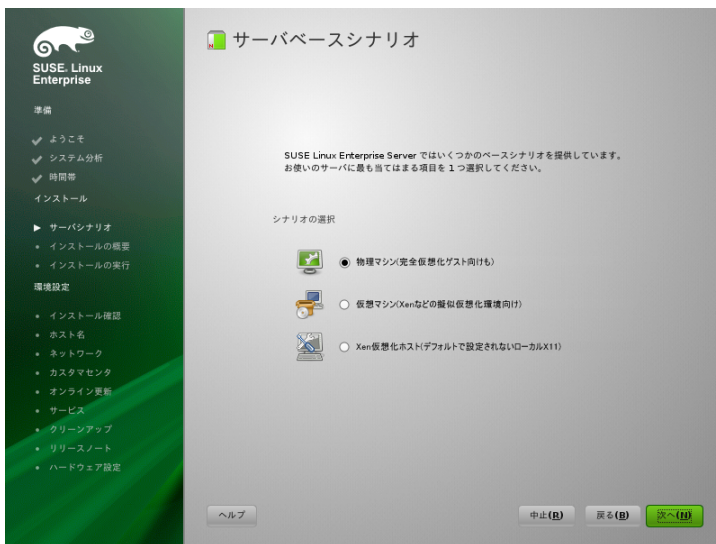 SUSE® Linux
Enterprise
準備
ようこそ
システム分析
時間帯
インストール
サーバシナリオ
インストールの概要
インストールの実行
環境設定
インストール確認
ホスト名
ネットワーク
カスタマセンタ
オンライン更新
サービス
クリーンアップ
リリースノート
ハードウェア設定
サーバベースシナリオ
SUSE Linux Enterprise Server ではいくつかのベースシナリオを提供しています。
お使いのサーバに最も当てはまる項目を 1 つ選択してください。
シナリオの選択
物理マシン(完全仮想化ゲスト向けも)
仮想マシン(Xenなどの擬似仮想化環境向け)
Xen仮想化ホスト(デフォルトで設定されないローカルX11)
ヘルプ
中止(R)
戻る(B)
次へ(N)